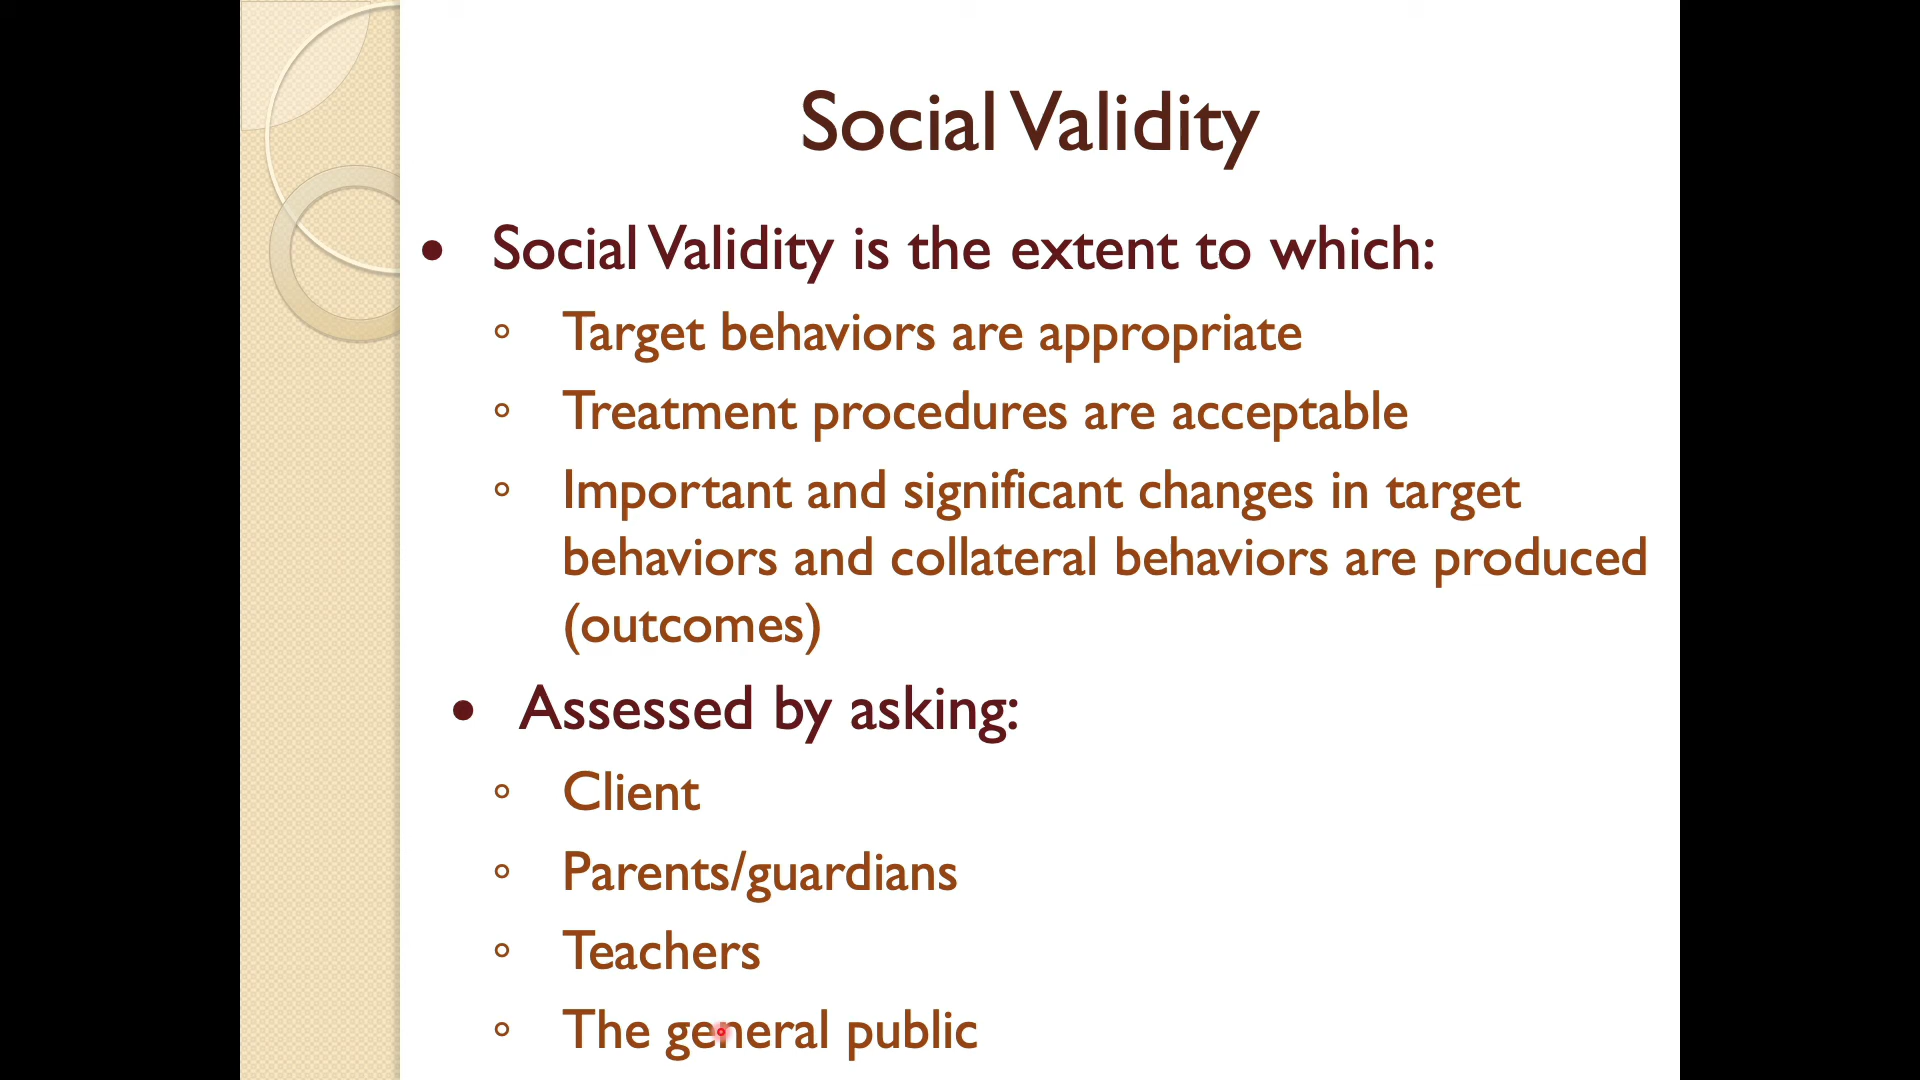 Social Validity
• Social Validity is the extent to which:
◦ Target behaviors are appropriate
◦ Treatment procedures are acceptable
◦ Important and significant changes in target
behaviors and collateral behaviors are produced
(outcomes)
• Assessed by asking:
◦ Client
◦ Parents/guardians
◦ Teachers
◦ The general public